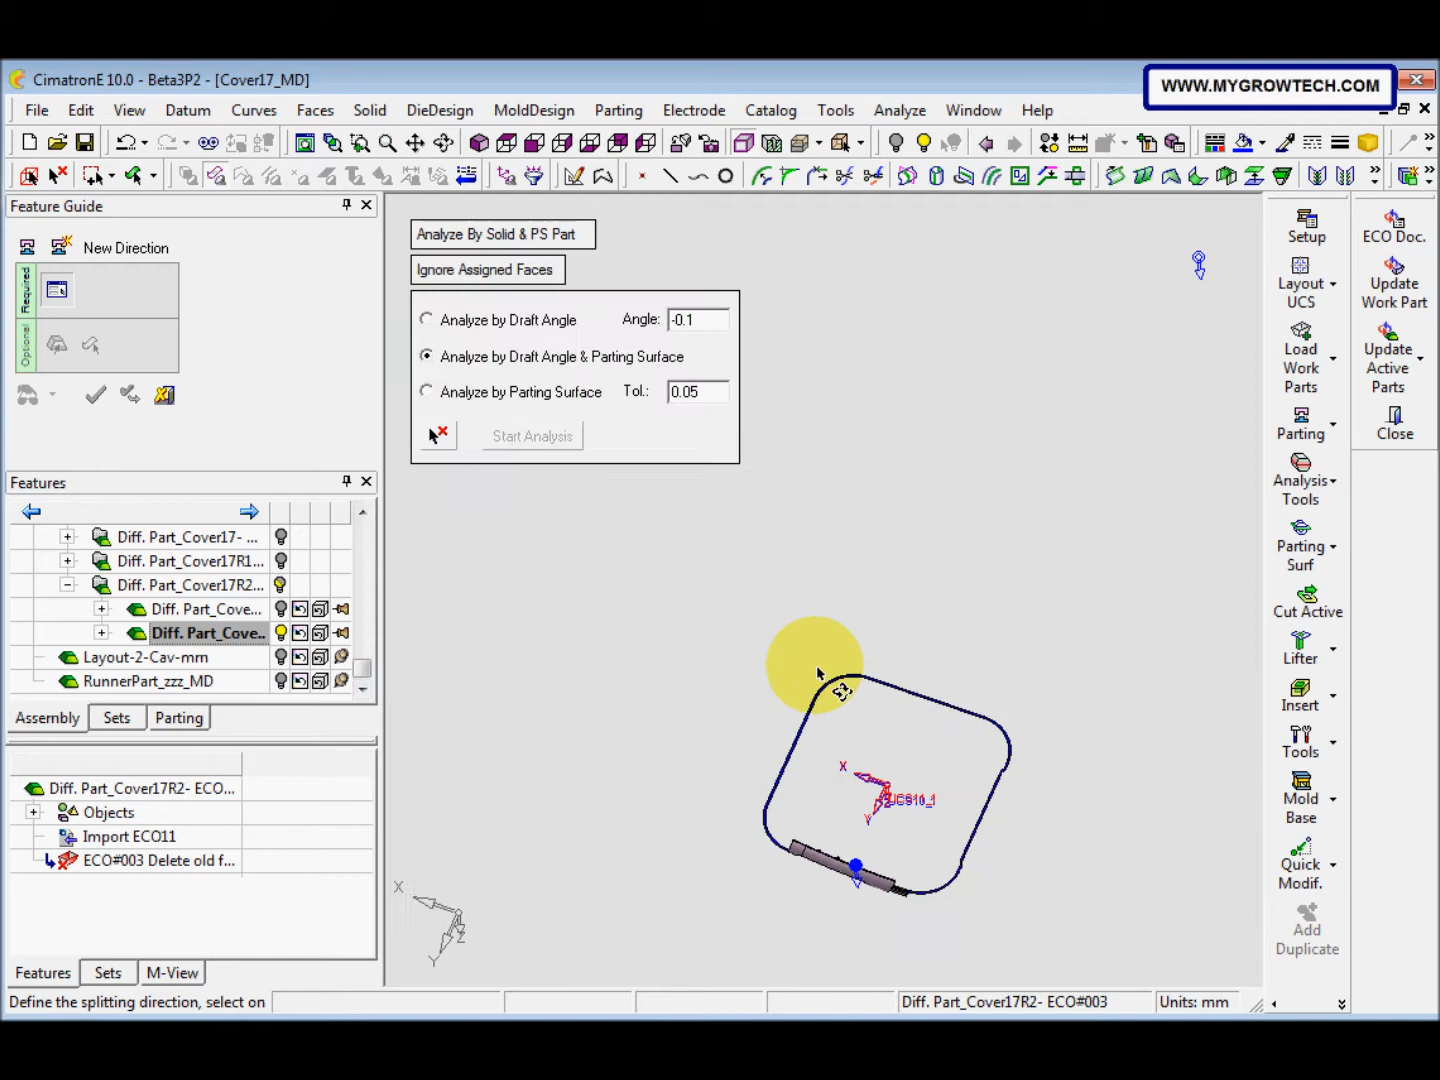 CimatronE 10.0 - Beta3P2 - [Cover17_MD]
WWW.MYGROWTECH.COM
File Edit View Datum Curves Faces Solid DieDesign MoldDesign Parting Electrode Catalog Tools Analyze Window Help
Feature Guide
New Direction
Required
Optional
Analyze By Solid & PS Part
Ignore Assigned Faces
Analyze by Draft Angle Angle: -0.1
Analyze by Draft Angle & Parting Surface
Analyze by Parting Surface Tol.: 0.05
Start Analysis
Features
Diff. Part_Cover17- ...
Diff. Part_Cover17R1...
Diff. Part_Cover17R2...
Diff. Part_Cove...
Diff. Part_Cove..
Layout-2-Cav-mm
RunnerPart_zzz_MD
Assembly Sets Parting
Diff. Part_Cover17R2- ECO...
Objects
Import ECO11
ECO#003 Delete old f...
Features Sets M-View
X
Y
X
Z
Y
Setup
Layout
UCS
Load
Work
Parts
Parting
Analysis
Tools
Parting
Surf
Cut Active
Lifter
Insert
Tools
Mold
Base
Quick
Modif.
Add
Duplicate
ECO Doc.
Update
Work Part
Update
Active
Parts
Close
Define the splitting direction, select on
Diff. Part_Cover17R2- ECO#003
Units: mm